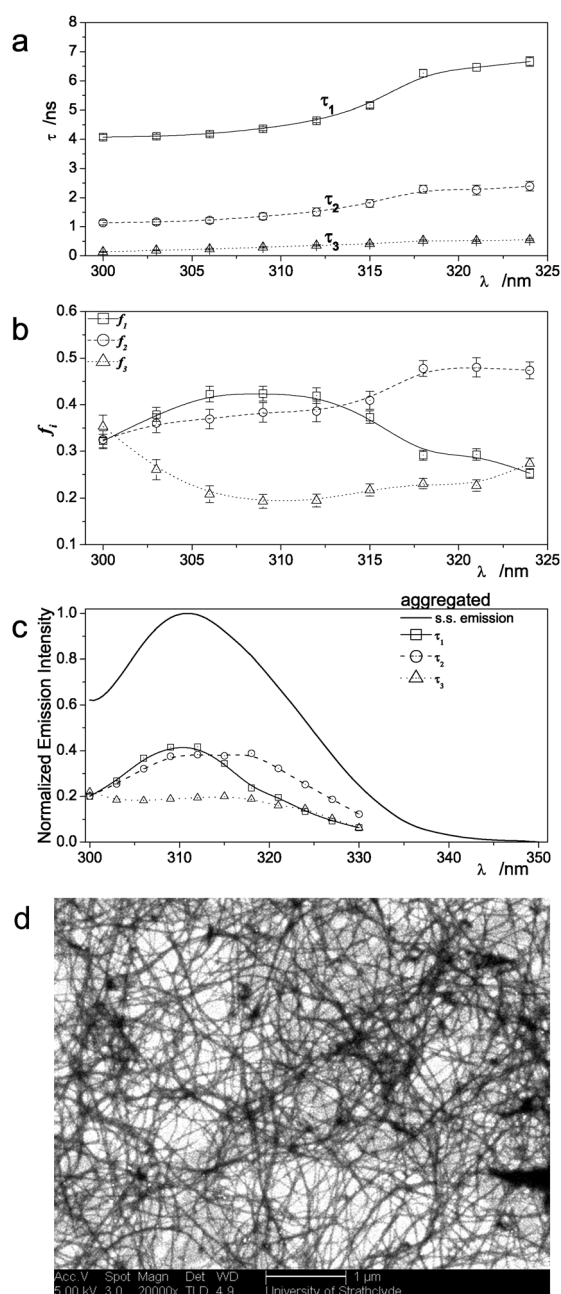 a
8
7
6
5
4
3
2
1
0
τ /ns
τ1
τ2
τ3
300 305 310 315 320 325
λ /nm
b
0.6
0.5
0.4
0.3
0.2
0.1
fi
f1
f2
f3
300 305 310 315 320 325
λ /nm
c
1.0
0.8
0.6
0.4
0.2
0.0
Normalized Emission Intensity
aggregated
s.s. emission
τ1
τ2
τ3
300 310 320 330 340 350
λ /nm
d
Acc.V Spot Magn Det WD 1 µm
5.00 kV 3.0 20000x TLD 4.9 University of Strathclyde